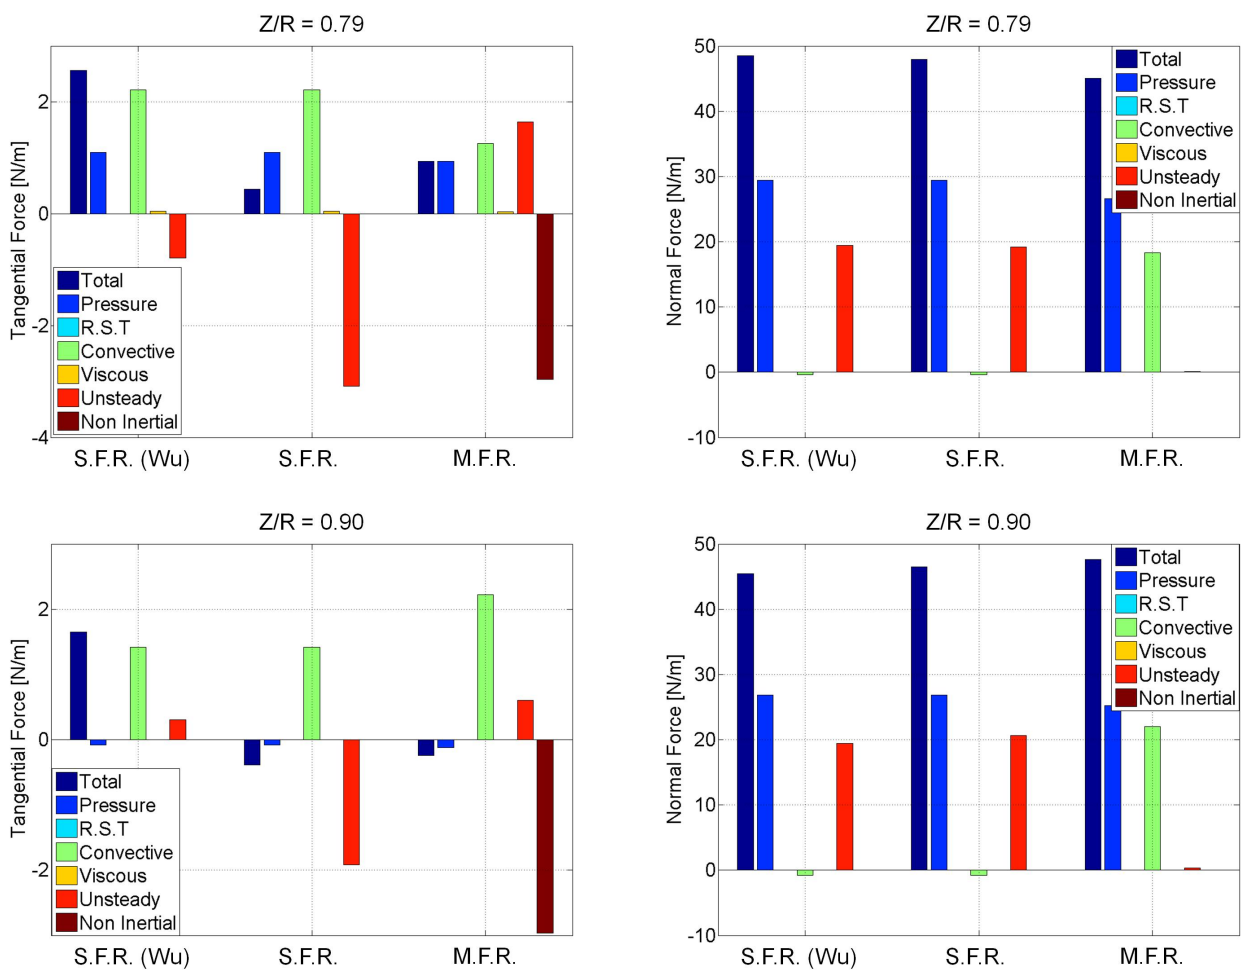 Z/R = 0.79
Tangential Force [N/m]
2
0
-2
-4
Total
Pressure
R.S.T
Convective
Viscous
Unsteady
Non Inertial
S.F.R. (Wu) S.F.R. M.F.R.
Z/R = 0.79
Normal Force [N/m]
50
40
30
20
10
0
-10
Total
Pressure
R.S.T
Convective
Viscous
Unsteady
Non Inertial
S.F.R. (Wu) S.F.R. M.F.R.
Z/R = 0.90
Tangential Force [N/m]
2
0
-2
Total
Pressure
R.S.T
Convective
Viscous
Unsteady
Non Inertial
S.F.R. (Wu) S.F.R. M.F.R.
Z/R = 0.90
Normal Force [N/m]
50
40
30
20
10
0
-10
Total
Pressure
R.S.T
Convective
Viscous
Unsteady
Non Inertial
S.F.R. (Wu) S.F.R. M.F.R.